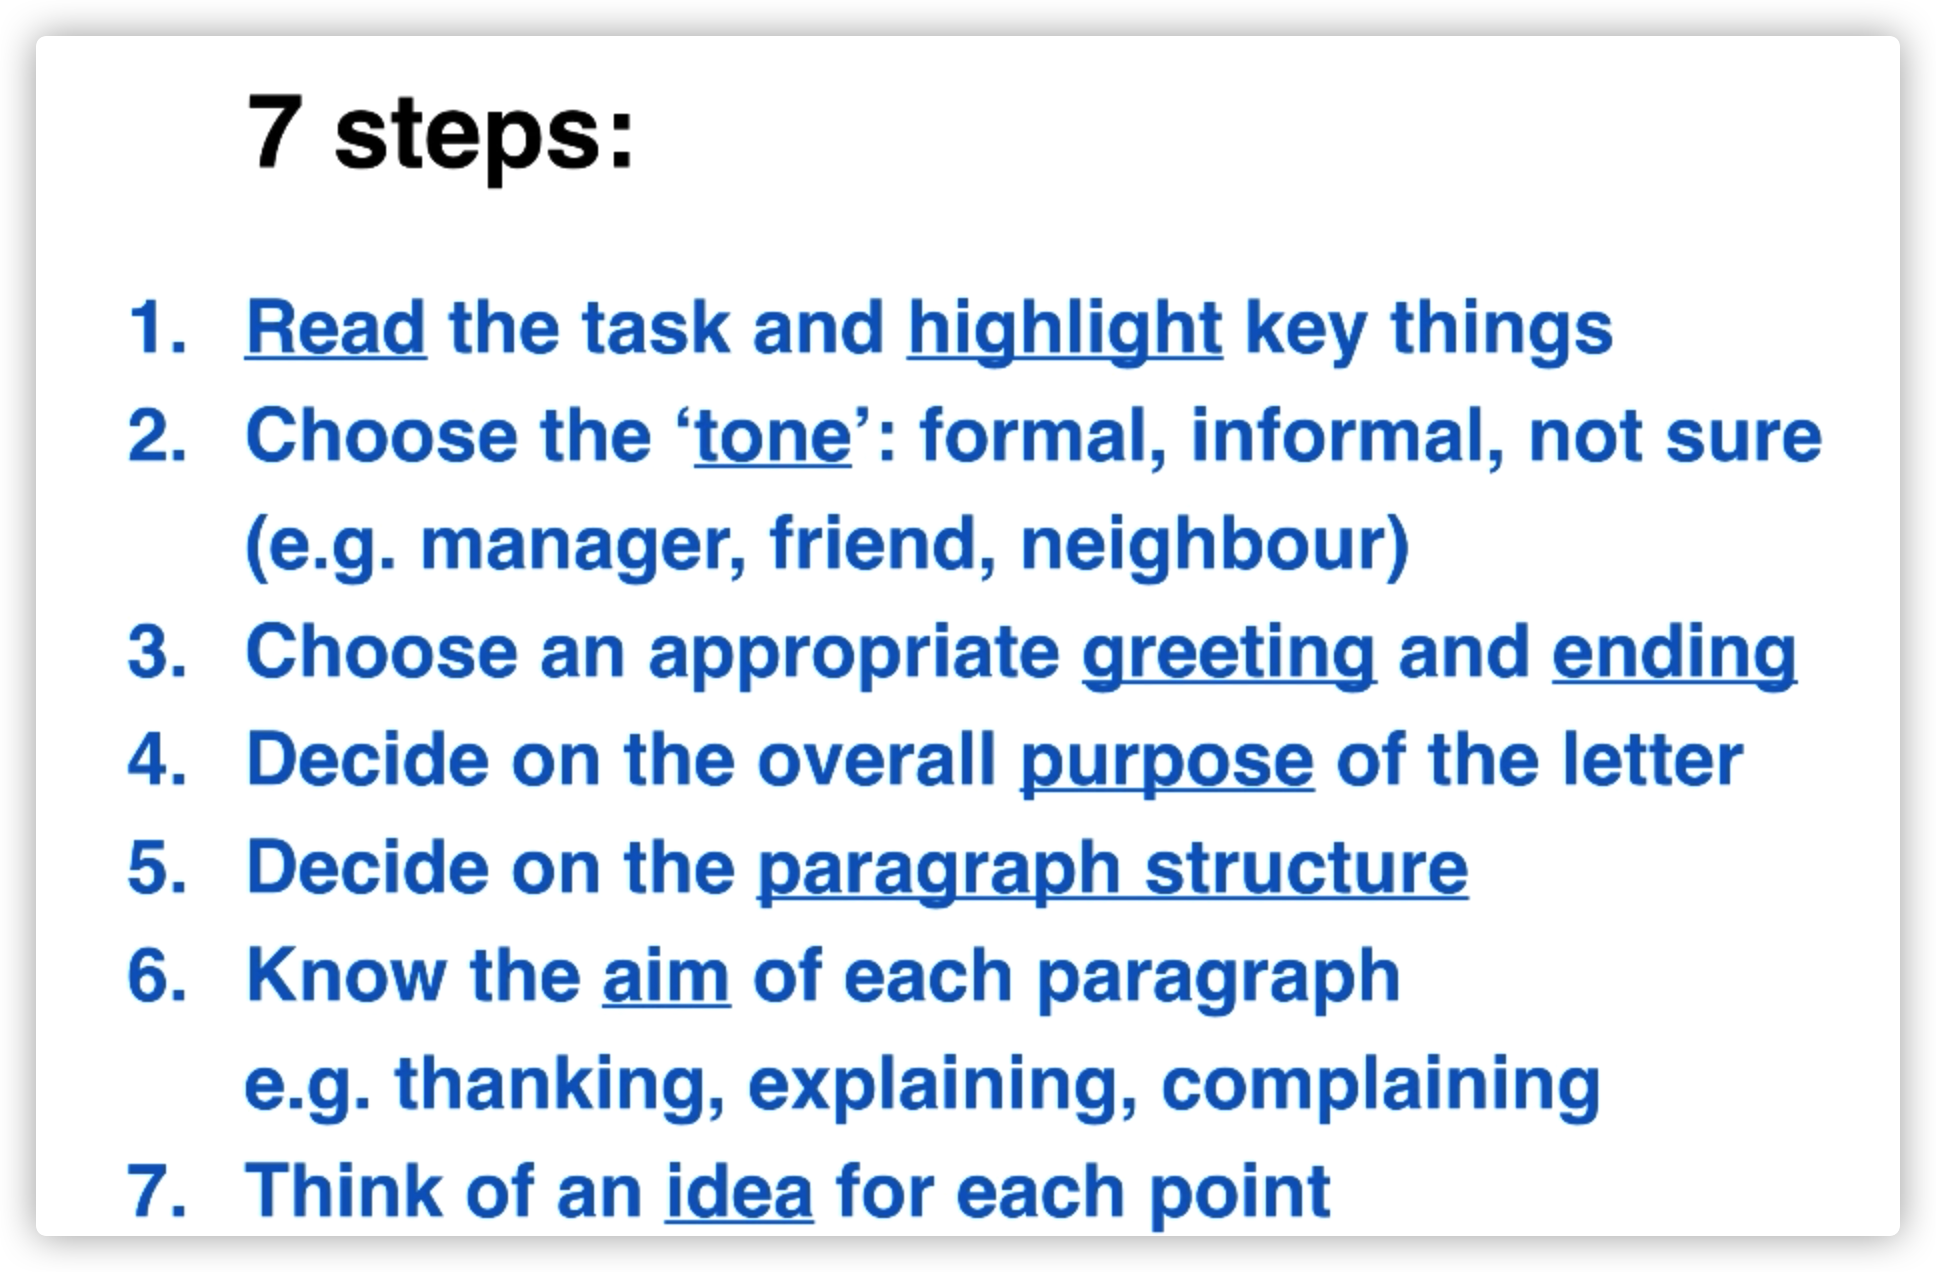 7 steps:
1. Read the task and highlight key things
2. Choose the ‘tone’: formal, informal, not sure
(e.g. manager, friend, neighbour)
3. Choose an appropriate greeting and ending
4. Decide on the overall purpose of the letter
5. Decide on the paragraph structure
6. Know the aim of each paragraph
e.g. thanking, explaining, complaining
7. Think of an idea for each point